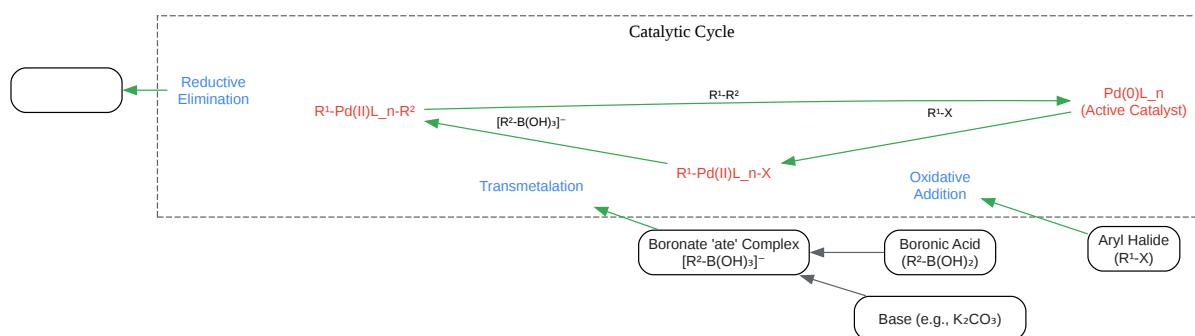 Catalytic Cycle
Reductive
Elimination
R¹-Pd(II)L_n-R²
R¹-R²
Pd(0)L_n
(Active Catalyst)
R¹-X
[R²-B(OH)₃]⁻
R¹-Pd(II)L_n-X
Transmetalation
Oxidative
Addition
Boronate 'ate' Complex
[R²-B(OH)₃]⁻
Boronic Acid
(R²-B(OH)₂)
Aryl Halide
(R¹-X)
Base (e.g., K₂CO₃)